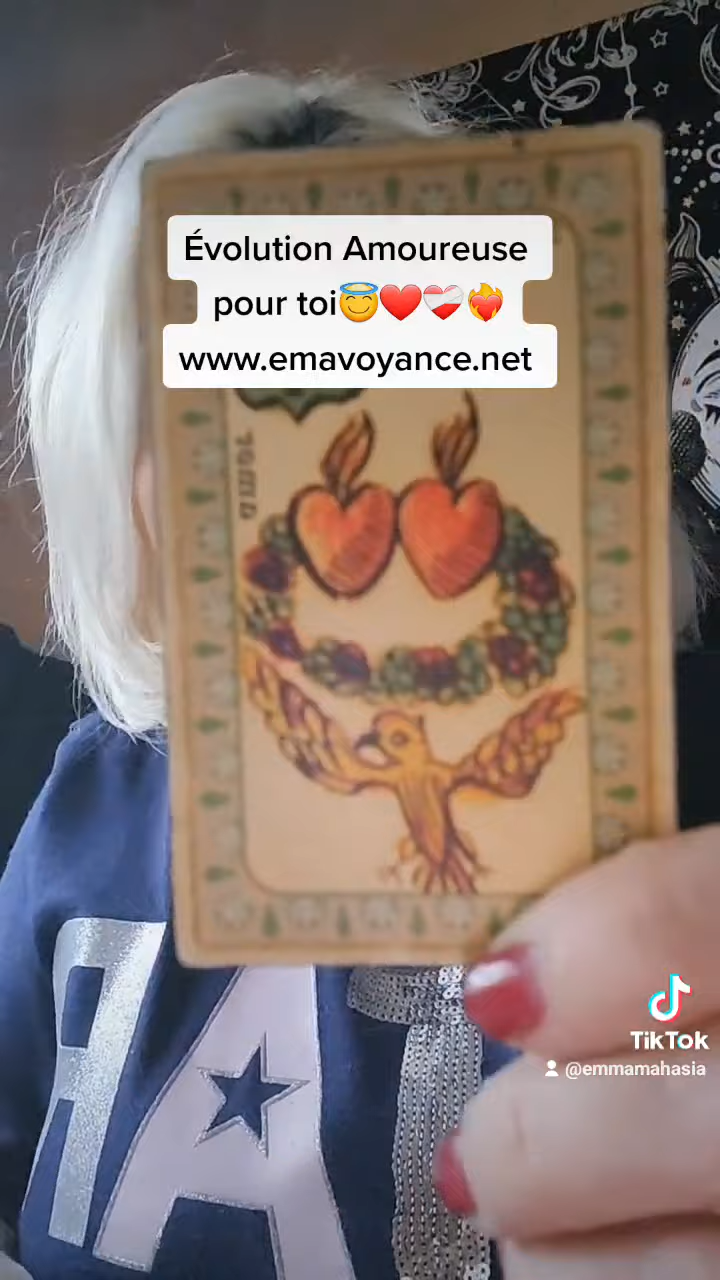 Évolution Amoureuse
pour toi😇❤️❤️‍🩹❤️‍🔥
www.emavoyance.net
TikTok
@emmamahasia